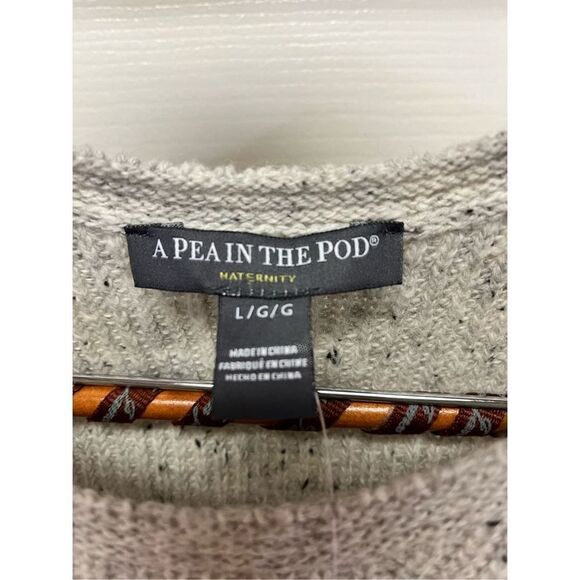 A PEA IN THE POD®
MATERNITY
L/G/G
MADE IN CHINA
FABRIQUÉ EN CHINE
HECHO EN CHINA